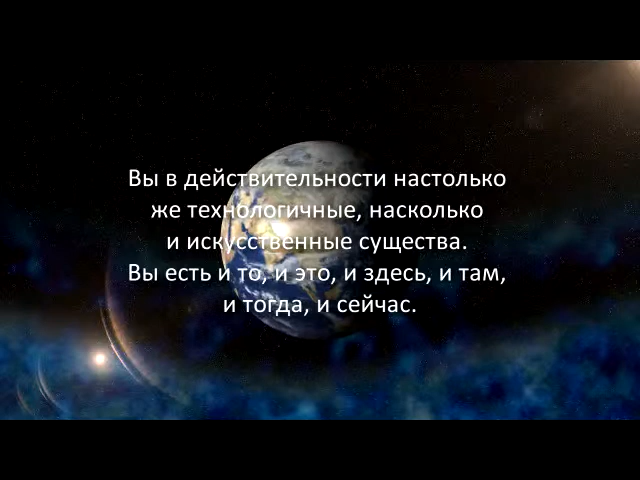 Вы в действительности настолько
же технологичные, насколько
и искусственные существа.
Вы есть и то, и это, и здесь, и там,
и тогда, и сейчас.